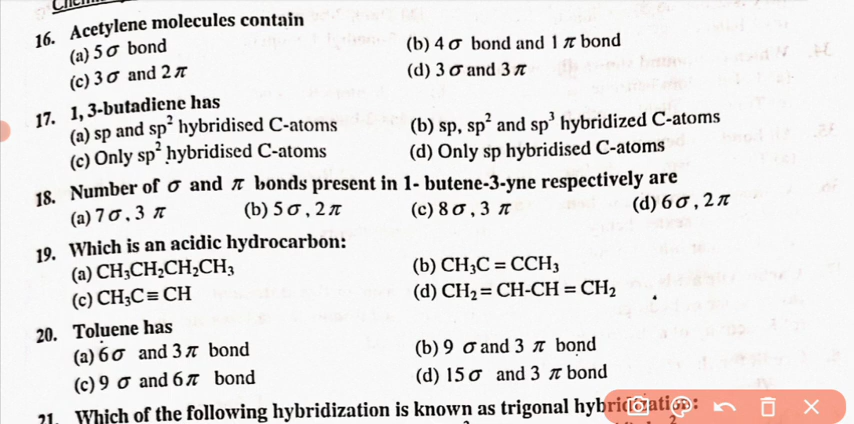 16. Acetylene molecules contain
(a) 5 σ bond (b) 4 σ bond and 1 π bond
(c) 3 σ and 2 π (d) 3 σ and 3 π
17. 1, 3-butadiene has
(a) sp and sp² hybridised C-atoms (b) sp, sp² and sp³ hybridized C-atoms
(c) Only sp² hybridised C-atoms (d) Only sp hybridised C-atoms
18. Number of σ and π bonds present in 1- butene-3-yne respectively are
(a) 7 σ, 3 π (b) 5 σ, 2 π (c) 8 σ, 3 π (d) 6 σ, 2 π
19. Which is an acidic hydrocarbon:
(a) CH₃CH₂CH₂CH₃ (b) CH₃C = CCH₃
(c) CH₃C ≡ CH (d) CH₂ = CH-CH = CH₂
20. Toluene has
(a) 6 σ and 3 π bond (b) 9 σ and 3 π bond
(c) 9 σ and 6 π bond (d) 15 σ and 3 π bond
21. Which of the following hybridization is known as trigonal hybridization: